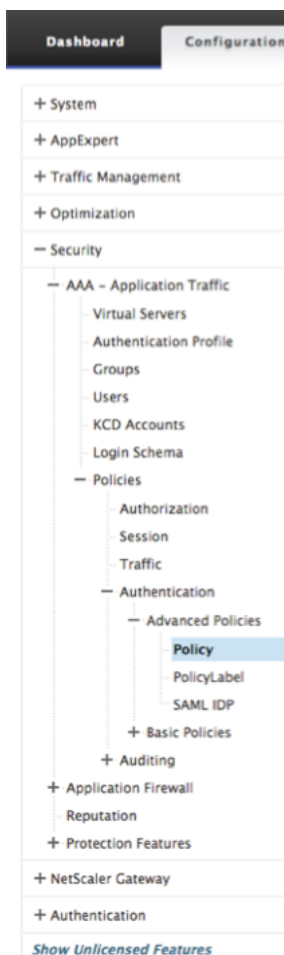 Dashboard Configuration
+ System
+ AppExpert
+ Traffic Management
+ Optimization
− Security
− AAA – Application Traffic
Virtual Servers
Authentication Profile
Groups
Users
KCD Accounts
Login Schema
− Policies
Authorization
Session
Traffic
− Authentication
− Advanced Policies
Policy
PolicyLabel
SAML IDP
+ Basic Policies
+ Auditing
+ Application Firewall
Reputation
+ Protection Features
+ NetScaler Gateway
+ Authentication
Show Unlicensed Features